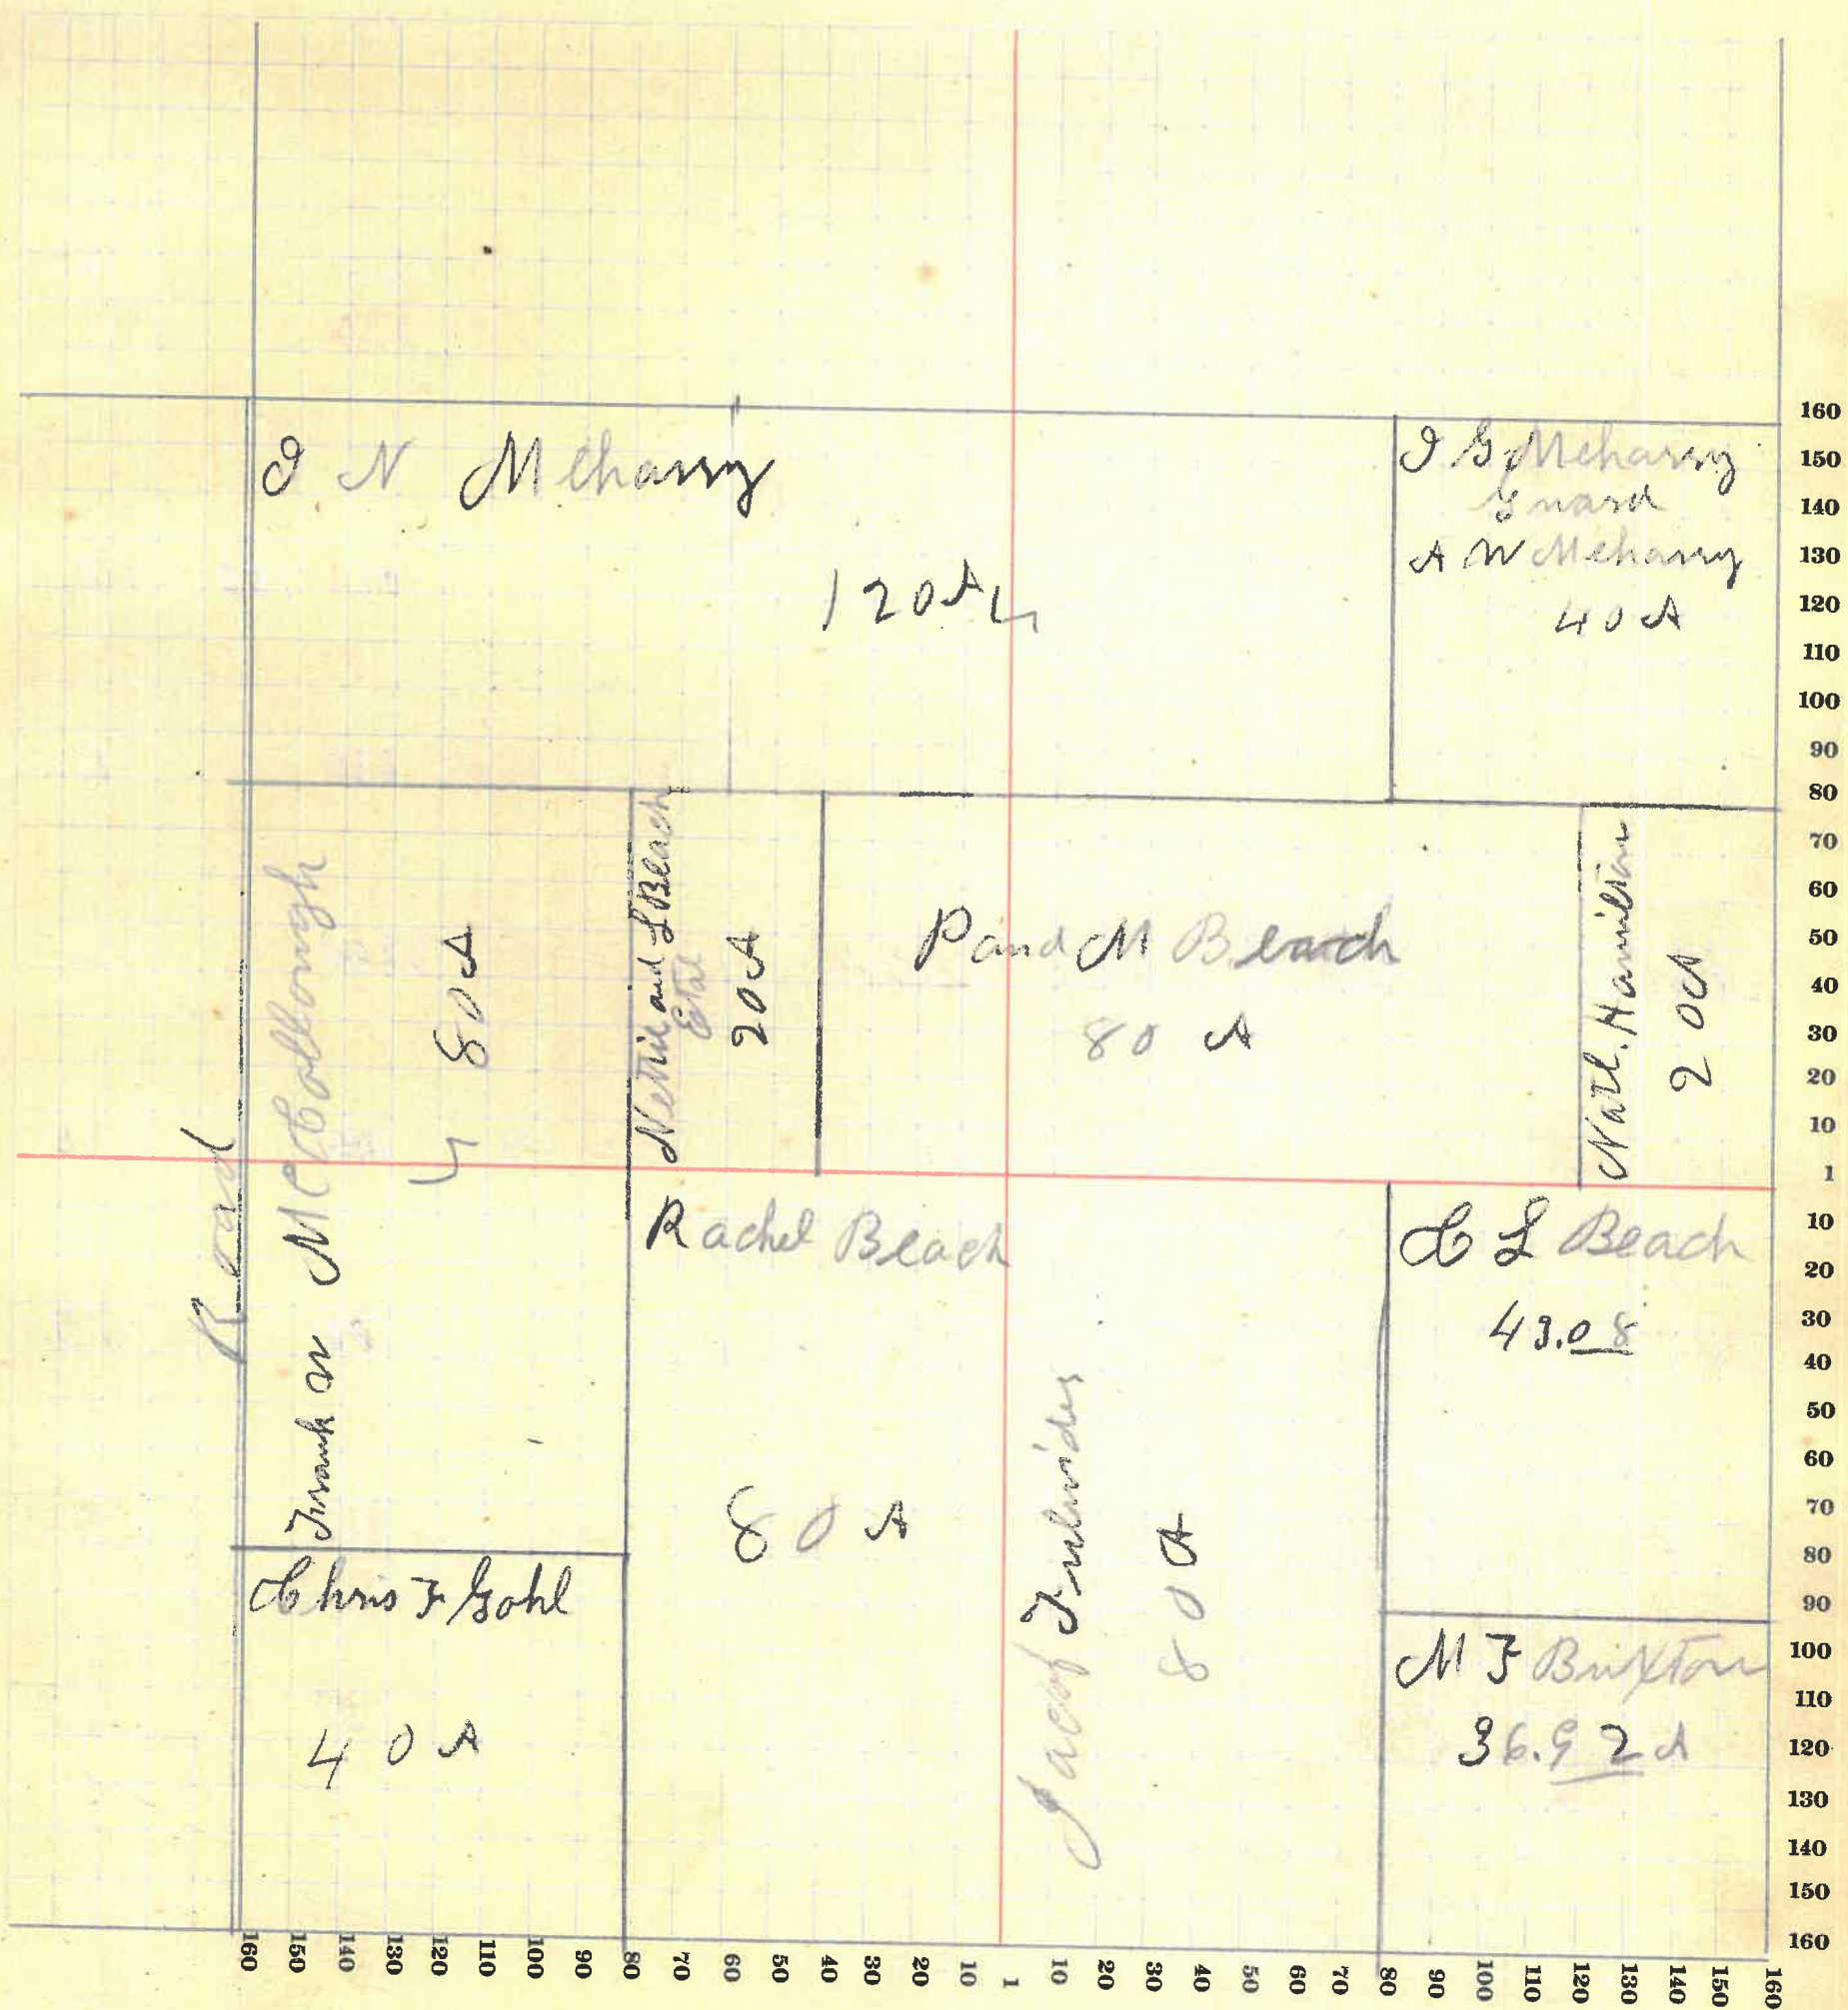 I N Meharry
120 A
I G Meharry
Guard
A W Meharry
40 A
Road
Frank W McCollough
80 A
Nettie and L Beach
Etal
20 A
P and M Beach
80 A
Natl. Hamilton
20 A
Rachel Beach
80 A
Jacob
80 A
C L Beach
43.08
Chris F Gohl
40 A
M F Buxton
36.92 A
160
150
140
130
120
110
100
90
80
70
60
50
40
30
20
10
1
10
20
30
40
50
60
70
80
90
100
110
120
130
140
150
160
160 150 140 130 120 110 100 90 80 70 60 50 40 30 20 10 1 10 20 30 40 50 60 70 80 90 100 110 120 130 140 150 160